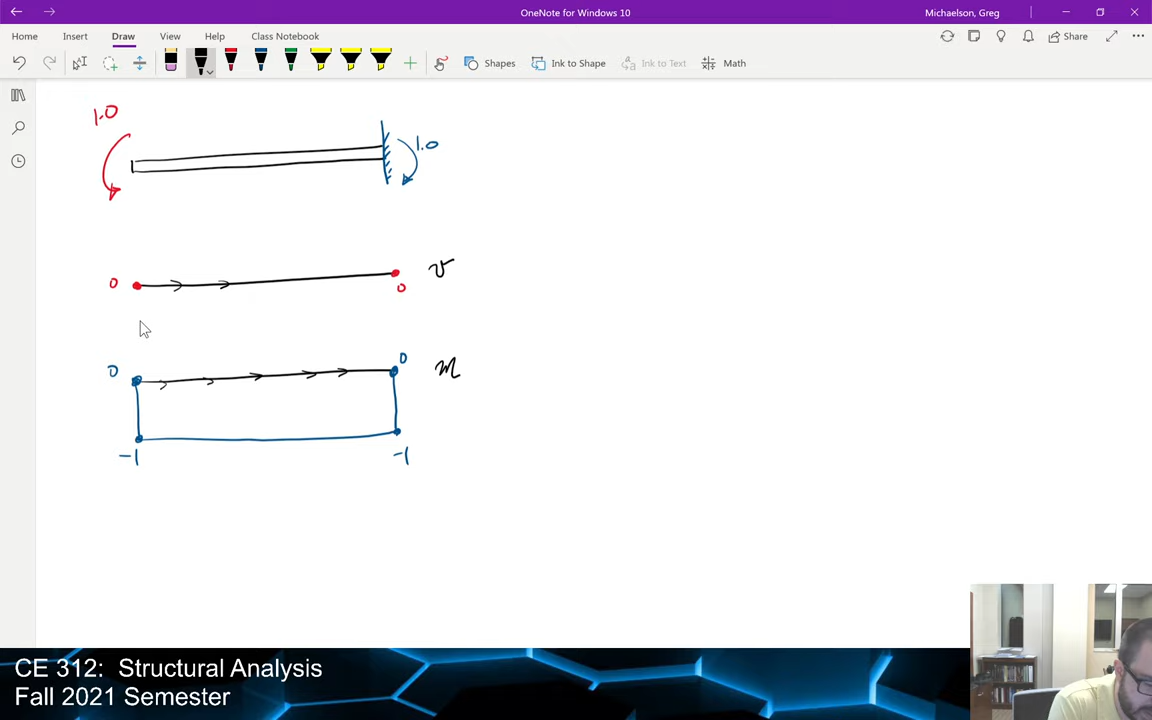 OneNote for Windows 10
Michaelson, Greg
Home Insert Draw View Help Class Notebook
Share
Shapes Ink to Shape Ink to Text Math
1.0
1.0
0 v
0
0 0 M
-1 -1
CE 312: Structural Analysis
Fall 2021 Semester